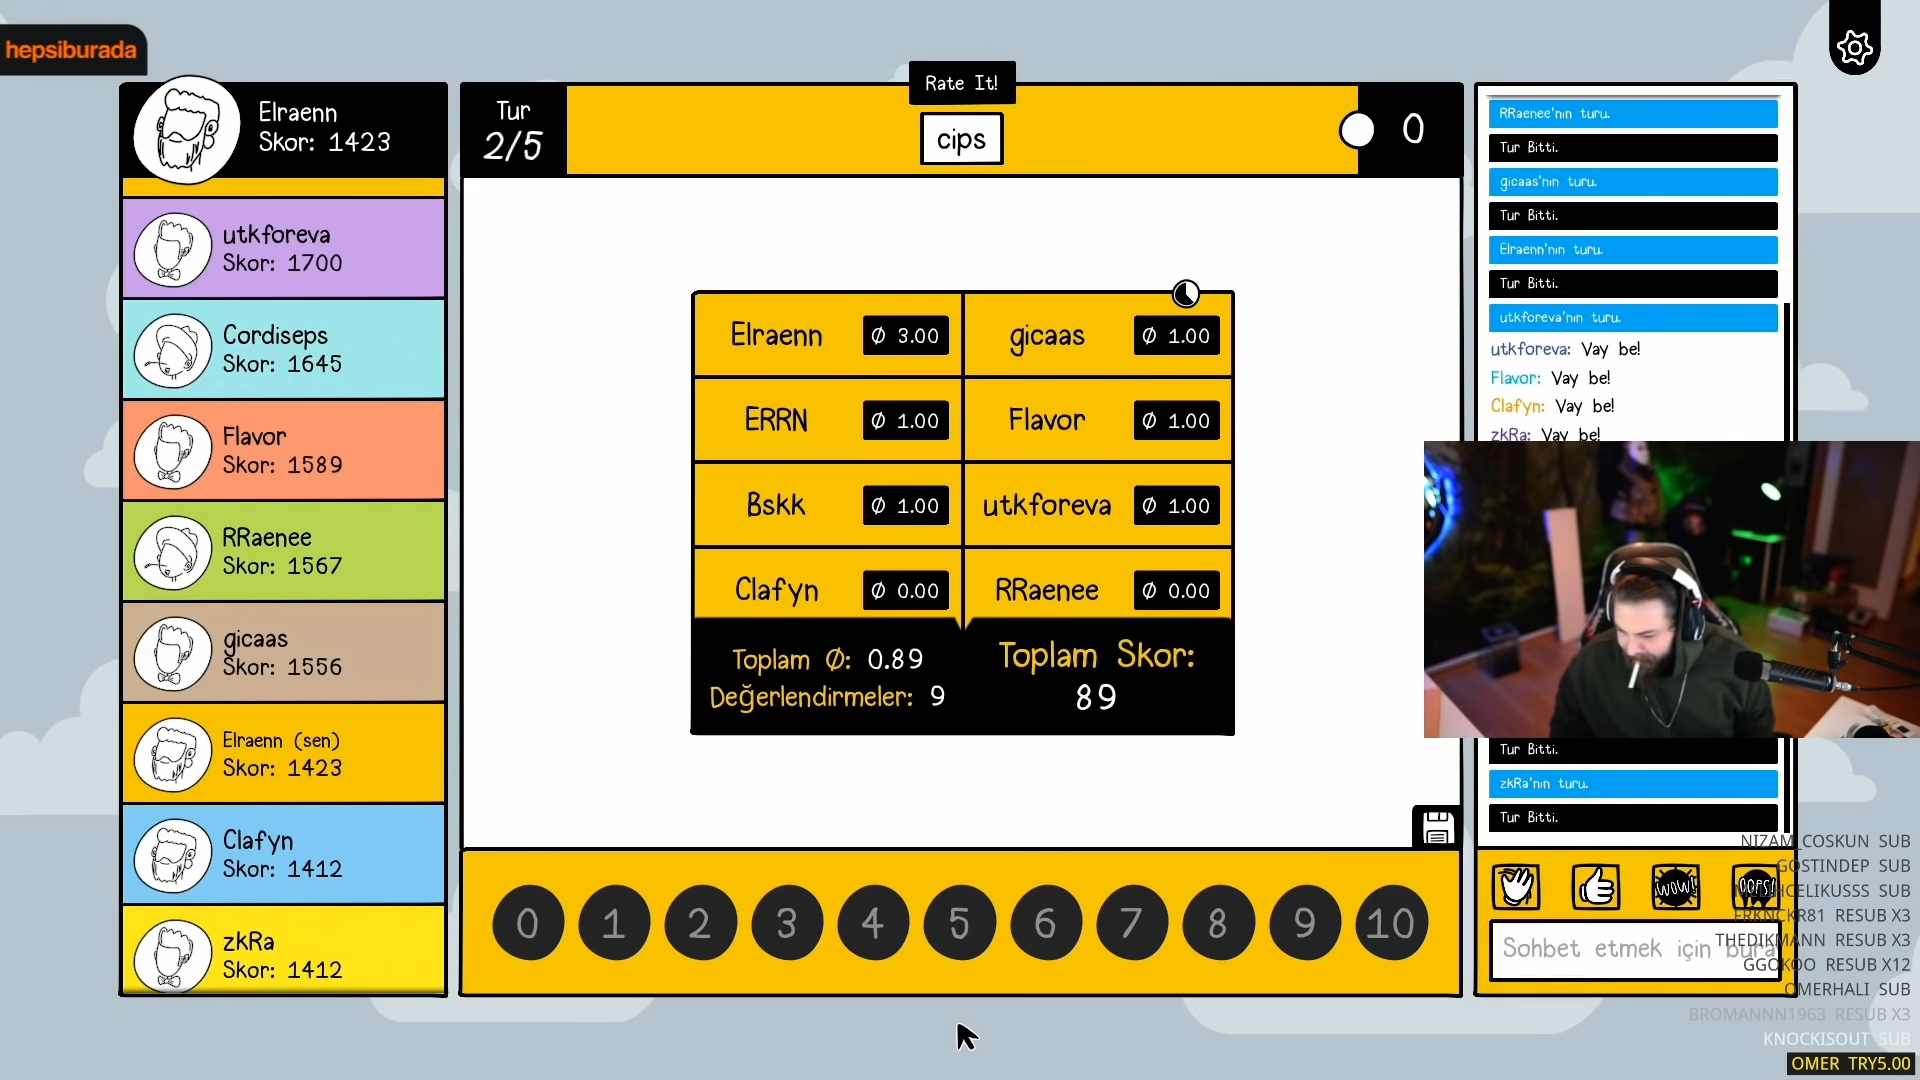 hepsiburada
Elraenn
Skor: 1423
utkforeva
Skor: 1700
Cordiseps
Skor: 1645
Flavor
Skor: 1589
RRaenee
Skor: 1567
gicaas
Skor: 1556
Elraenn (sen)
Skor: 1423
Clafyn
Skor: 1412
zkRa
Skor: 1412
Tur
2/5
Rate It!
cips
0
Elraenn Ø 3.00
gicaas Ø 1.00
ERRN Ø 1.00
Flavor Ø 1.00
Bskk Ø 1.00
utkforeva Ø 1.00
Clafyn Ø 0.00
RRaenee Ø 0.00
Toplam Ø: 0.89
Değerlendirmeler: 9
Toplam Skor:
89
0 1 2 3 4 5 6 7 8 9 10
RRaenee'nin turu.
Tur Bitti.
gicaas'nın turu.
Tur Bitti.
Elraenn'nin turu.
Tur Bitti.
utkforeva'nın turu.
utkforeva: Vay be!
Flavor: Vay be!
Clafyn: Vay be!
zkRa: Vay be!
Tur Bitti.
zkRa'nın turu.
Tur Bitti.
WOW!
OOPS!
Sohbet etmek için bura
NIZAM_COSKUN SUB
GOSTINDEP SUB
SUB
RESUB X3
THEDIKMANN RESUB X3
GGOKOO RESUB X12
OMERHALI SUB
BROMANNN1963 RESUB X3
KNOCKISOUT SUB
OMER TRY5.00